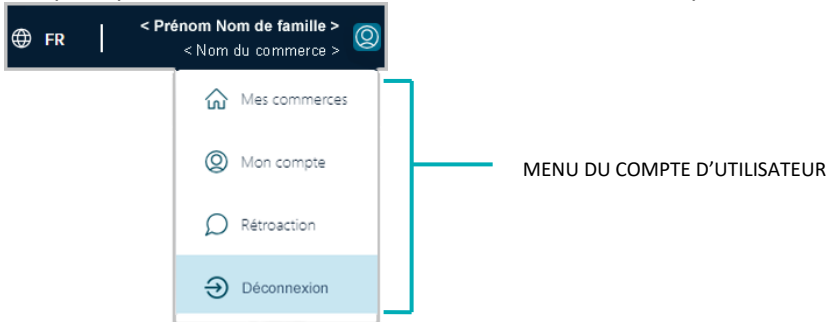 FR
< Prénom Nom de famille >
< Nom du commerce >
Mes commerces
Mon compte
MENU DU COMPTE D’UTILISATEUR
Rétroaction
Déconnexion